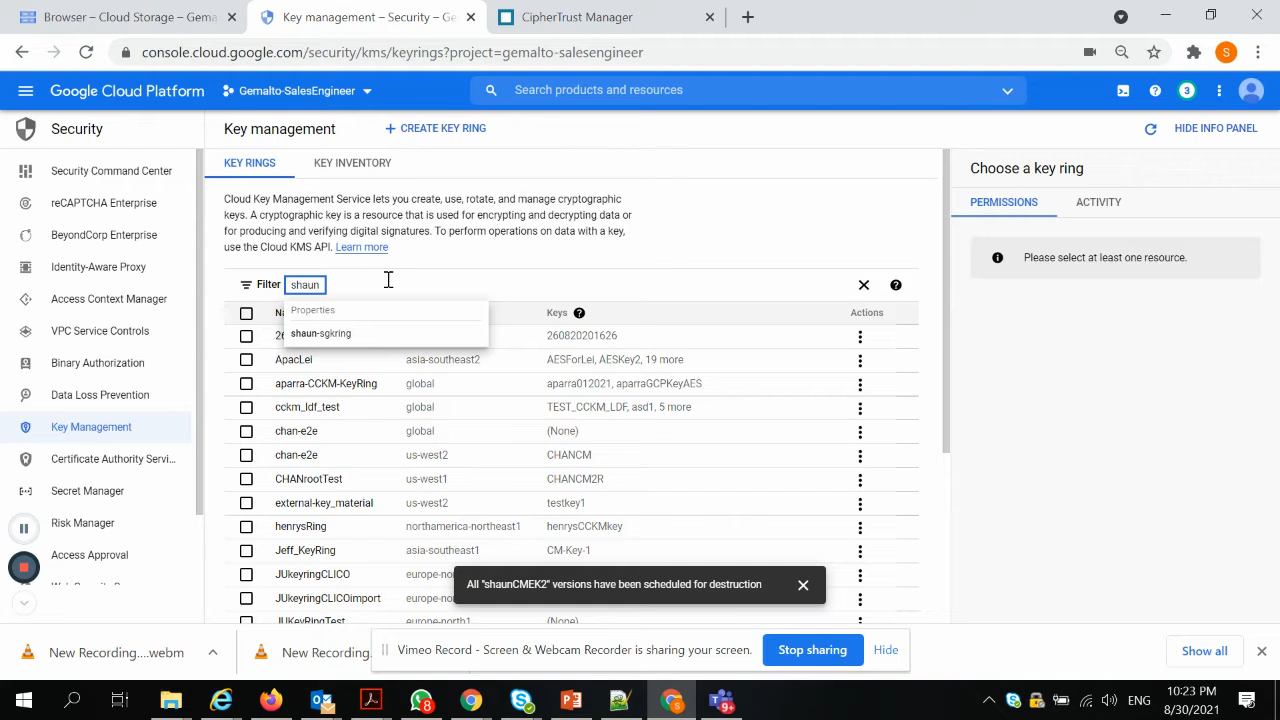 Browser – Cloud Storage – Gema
Key management – Security – Ge
CipherTrust Manager
console.cloud.google.com/security/kms/keyrings?project=gemalto-salesengineer
S
Google Cloud Platform
Gemalto-SalesEngineer
Search products and resources
3
Security
Key management
CREATE KEY RING
HIDE INFO PANEL
Security Command Center
reCAPTCHA Enterprise
BeyondCorp Enterprise
Identity-Aware Proxy
Access Context Manager
VPC Service Controls
Binary Authorization
Data Loss Prevention
Key Management
Certificate Authority Servi...
Secret Manager
Risk Manager
Access Approval
KEY RINGS
KEY INVENTORY
Cloud Key Management Service lets you create, use, rotate, and manage cryptographic
keys. A cryptographic key is a resource that is used for encrypting and decrypting data or
for producing and verifying digital signatures. To perform operations on data with a key,
use the Cloud KMS API. Learn more
Filter shaun
Properties
shaun-sgkring
Keys
Actions
260820201626
ApacLei asia-southeast2 AESForLei, AESKey2, 19 more
aparra-CCKM-KeyRing global aparra012021, aparraGCPKeyAES
cckm_ldf_test global TEST_CCKM_LDF, asd1, 5 more
chan-e2e global (None)
chan-e2e us-west2 CHANCM
CHANrootTest us-west1 CHANCM2R
external-key_material us-west2 testkey1
henrysRing northamerica-northeast1 henrysCCKMkey
Jeff_KeyRing asia-southeast1 CM-Key-1
JUkeyringCLICO europe-no
JUkeyringCLICOimport europe-no
JUKeyRingTest europe-north1 (None)
Choose a key ring
PERMISSIONS
ACTIVITY
Please select at least one resource.
All "shaunCMEK2" versions have been scheduled for destruction
New Recording....webm
New Recording.
Vimeo Record - Screen & Webcam Recorder is sharing your screen.
Stop sharing
Hide
Show all
8
9+
ENG
10:23 PM
8/30/2021